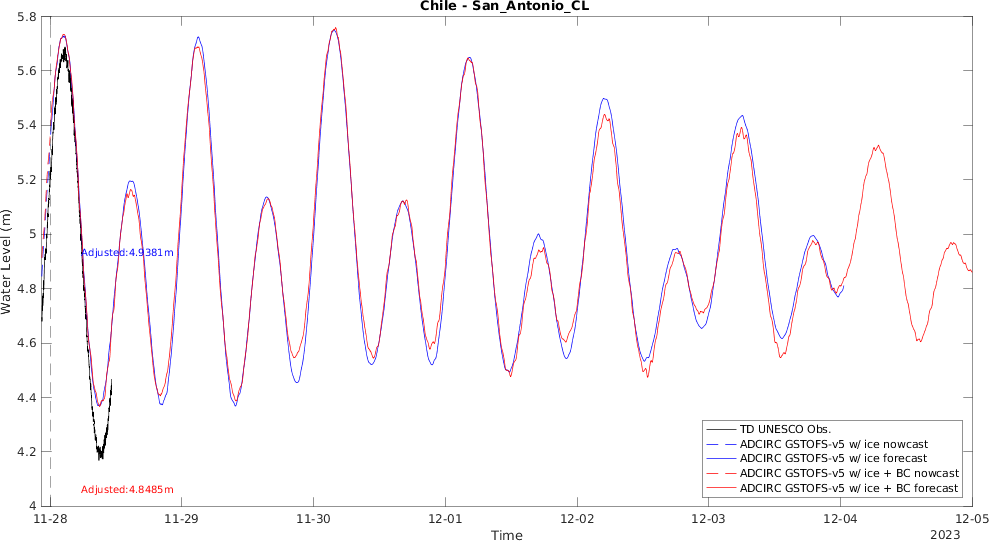 Chile - San_Antonio_CL
5.8
5.6
5.4
5.2
5
4.8
4.6
4.4
4.2
4
Water Level (m)
Adjusted:4.9381m
Adjusted:4.8485m
TD UNESCO Obs.
ADCIRC GSTOFS-v5 w/ ice nowcast
ADCIRC GSTOFS-v5 w/ ice forecast
ADCIRC GSTOFS-v5 w/ ice + BC nowcast
ADCIRC GSTOFS-v5 w/ ice + BC forecast
11-28 11-29 11-30 12-01 12-02 12-03 12-04 12-05
Time
2023